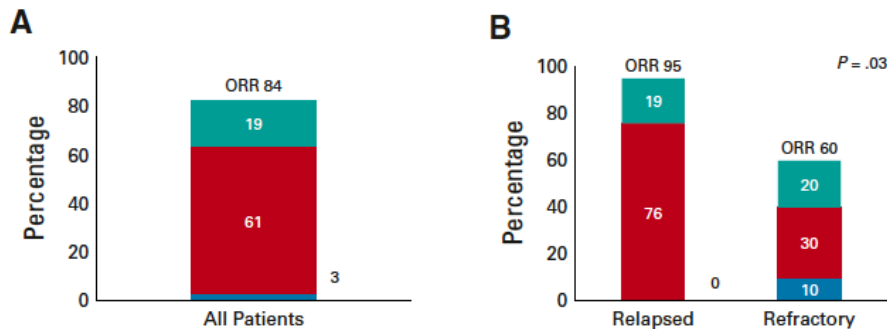 A
Percentage
100
80
60
40
20
0
ORR 84
19
61
3
All Patients
B
Percentage
100
80
60
40
20
0
ORR 95
19
76
0
Relapsed
P = .03
ORR 60
20
30
10
Refractory